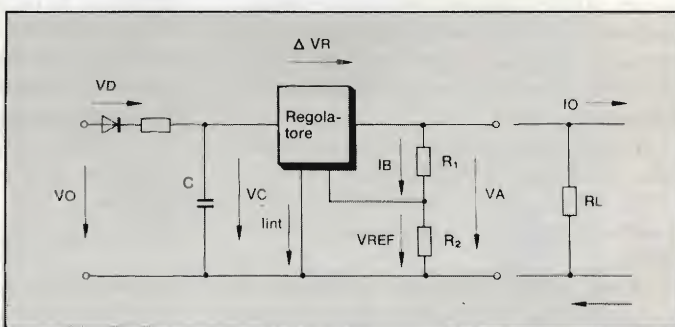 Δ VR
VD
IO
Regola-
tore
IB
R₁
VO
C
VC
VA
RL
Iint
VREF
R₂